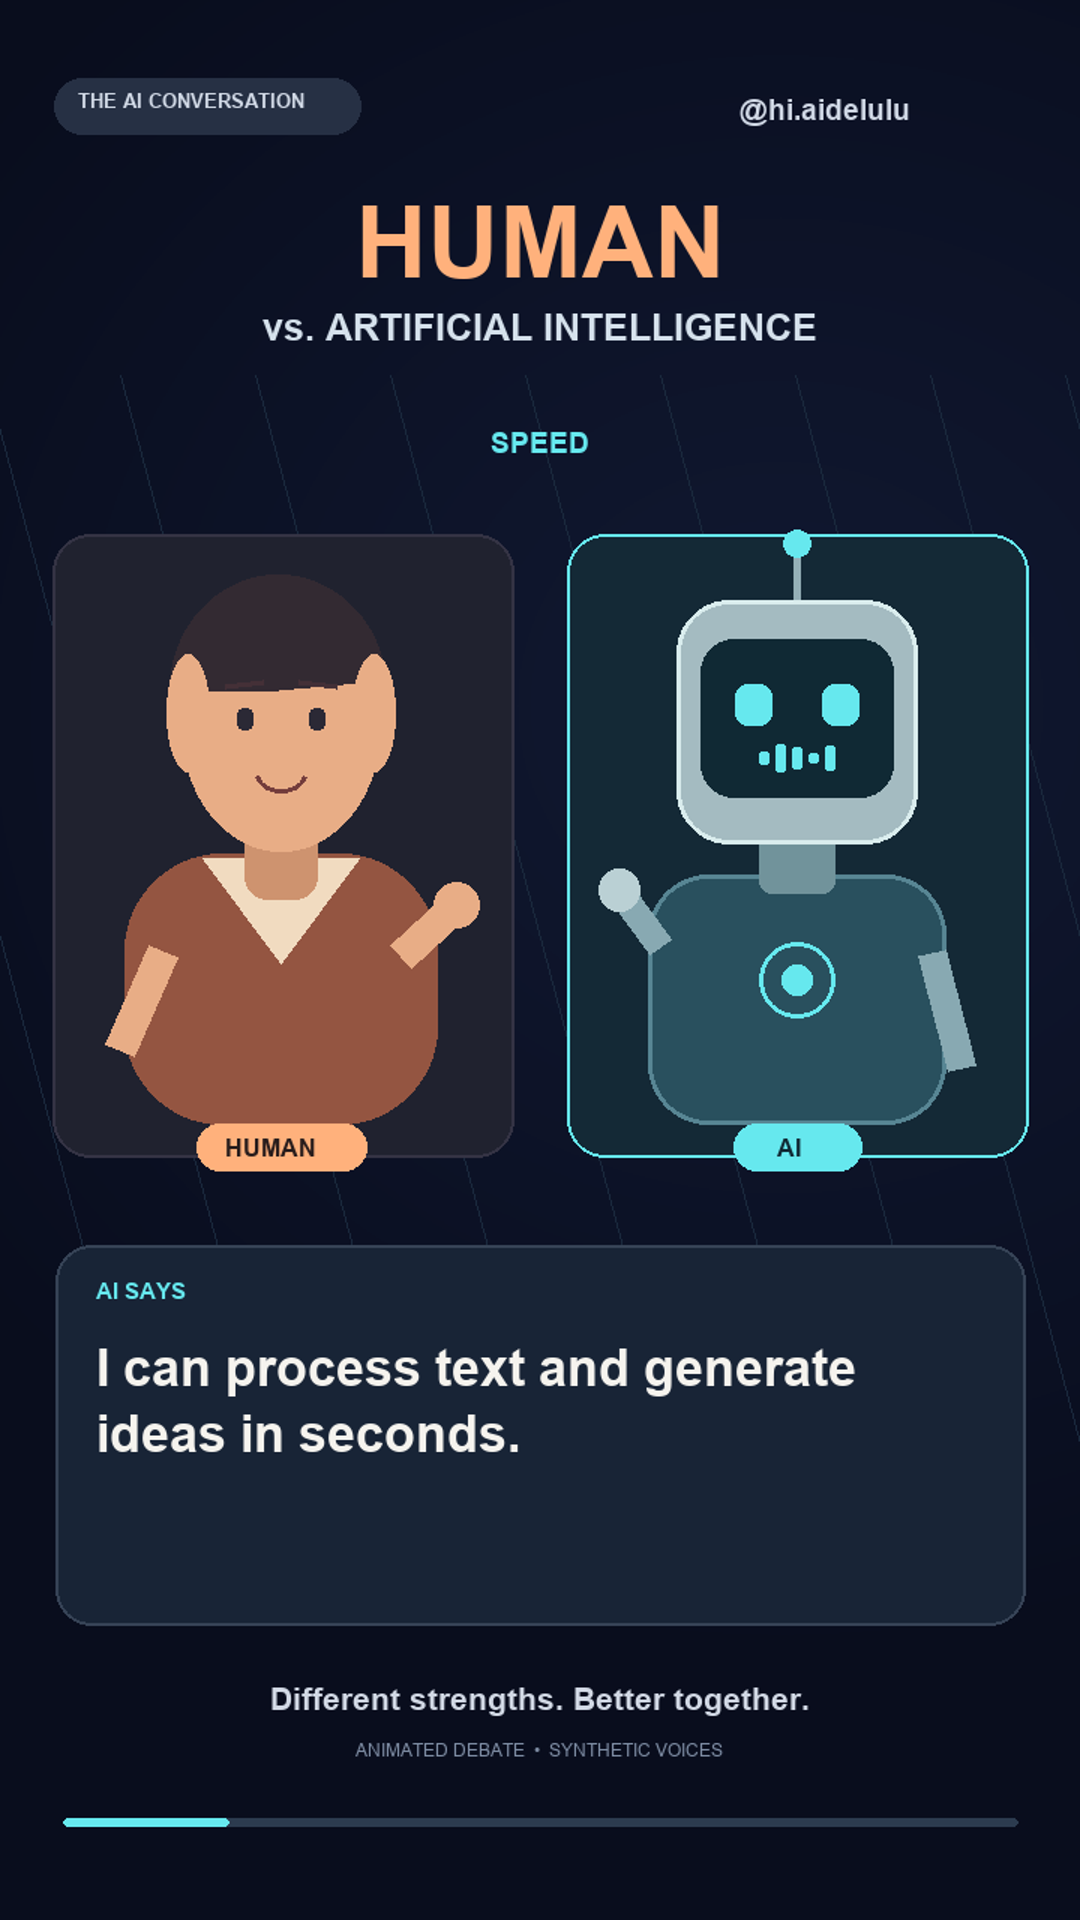 THE AI CONVERSATION
@hi.aidelulu
HUMAN
vs. ARTIFICIAL INTELLIGENCE
SPEED
HUMAN
AI
AI SAYS
I can process text and generate
ideas in seconds.
Different strengths. Better together.
ANIMATED DEBATE • SYNTHETIC VOICES